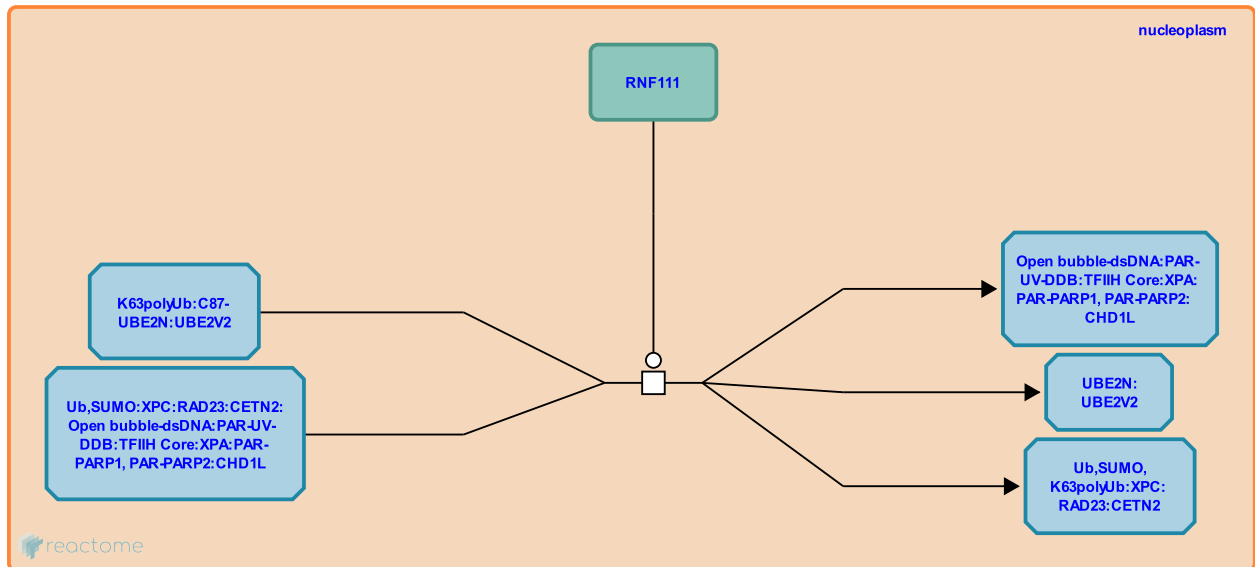 nucleoplasm
RNF111
K63polyUb:C87-
UBE2N:UBE2V2
Ub,SUMO:XPC:RAD23:CETN2:
Open bubble-dsDNA:PAR-UV-
DDB:TFIIH Core:XPA:PAR-
PARP1, PAR-PARP2:CHD1L
Open bubble-dsDNA:PAR-
UV-DDB:TFIIH Core:XPA:
PAR-PARP1, PAR-PARP2:
CHD1L
UBE2N:
UBE2V2
Ub,SUMO,
K63polyUb:XPC:
RAD23:CETN2
reactome